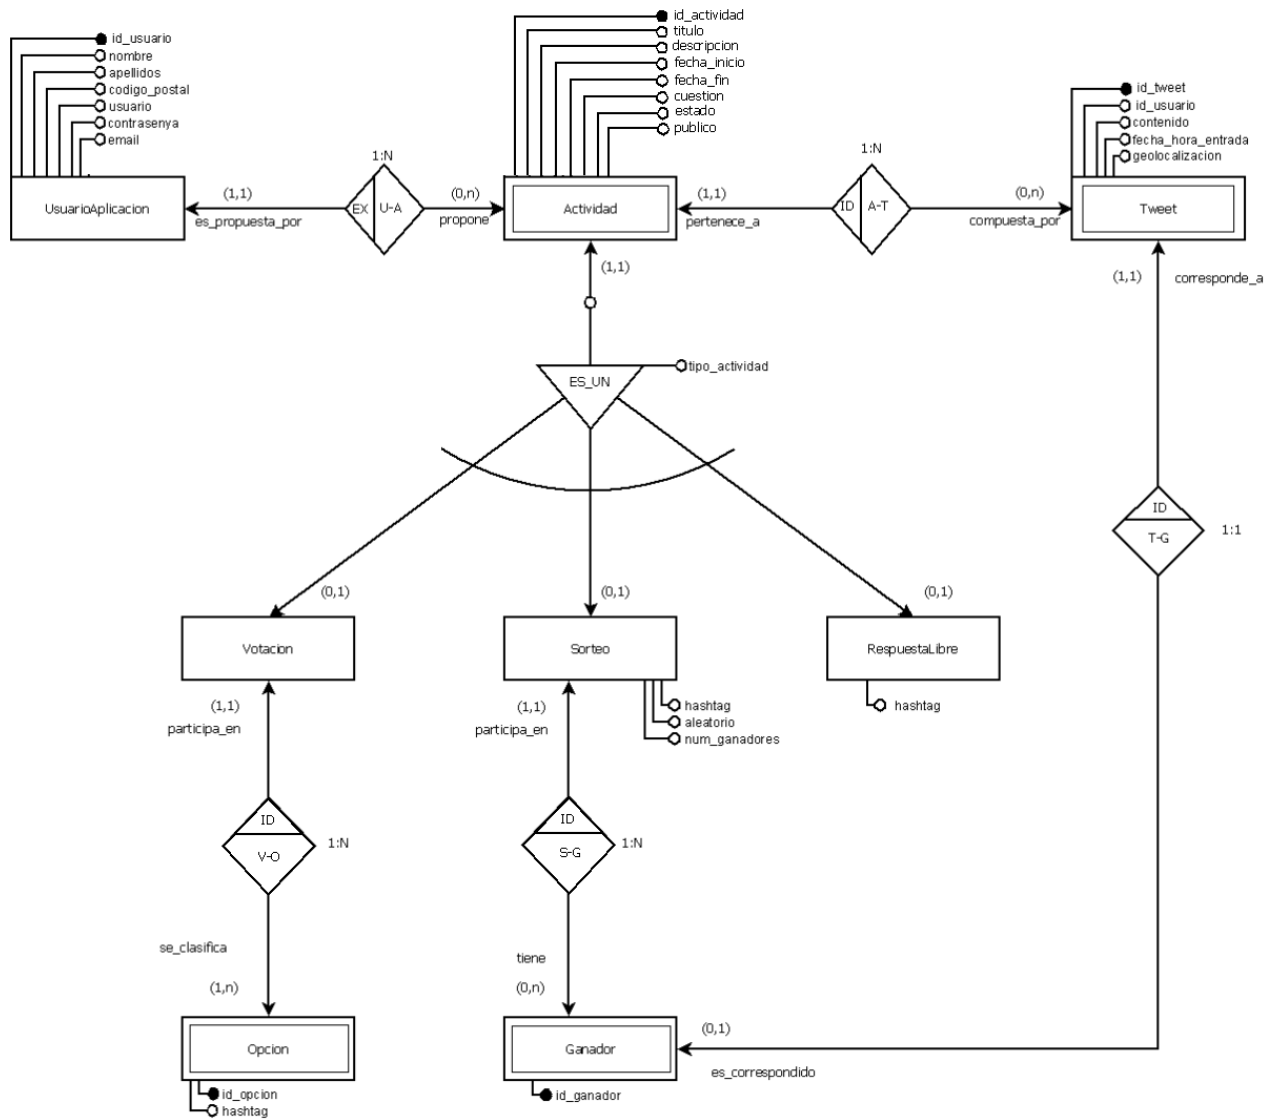 id_usuario
nombre
apellidos
codigo_postal
usuario
contrasenya
email
id_actividad
titulo
descripcion
fecha_inicio
fecha_fin
cuestion
estado
publico
id_tweet
id_usuario
contenido
fecha_hora_entrada
geolocalizacion
UsuarioAplicacion
(1,1)
es_propuesta_por
1:N
EX U-A
(0,n)
propone
Actividad
(1,1)
pertenece_a
1:N
ID A-T
(0,n)
compuesta_por
Tweet
(1,1)
(1,1)
corresponde_a
ES_UN
tipo_actividad
ID
T-G
1:1
(0,1)
(0,1)
(0,1)
Votacion
Sorteo
RespuestaLibre
hashtag
aleatorio
num_ganadores
hashtag
(1,1)
participa_en
(1,1)
participa_en
ID
V-O
1:N
ID
S-G
1:N
se_clasifica
(1,n)
tiene
(0,n)
Opcion
Ganador
(0,1)
es_correspondido
id_opcion
hashtag
id_ganador